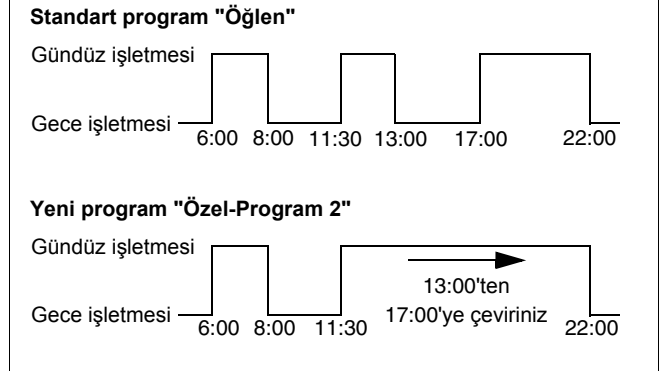 Standart program "Öğlen"
Gündüz işletmesi
Gece işletmesi
6:00 8:00 11:30 13:00 17:00 22:00
Yeni program "Özel-Program 2"
Gündüz işletmesi
13:00'ten
Gece işletmesi 17:00'ye çeviriniz
6:00 8:00 11:30 22:00